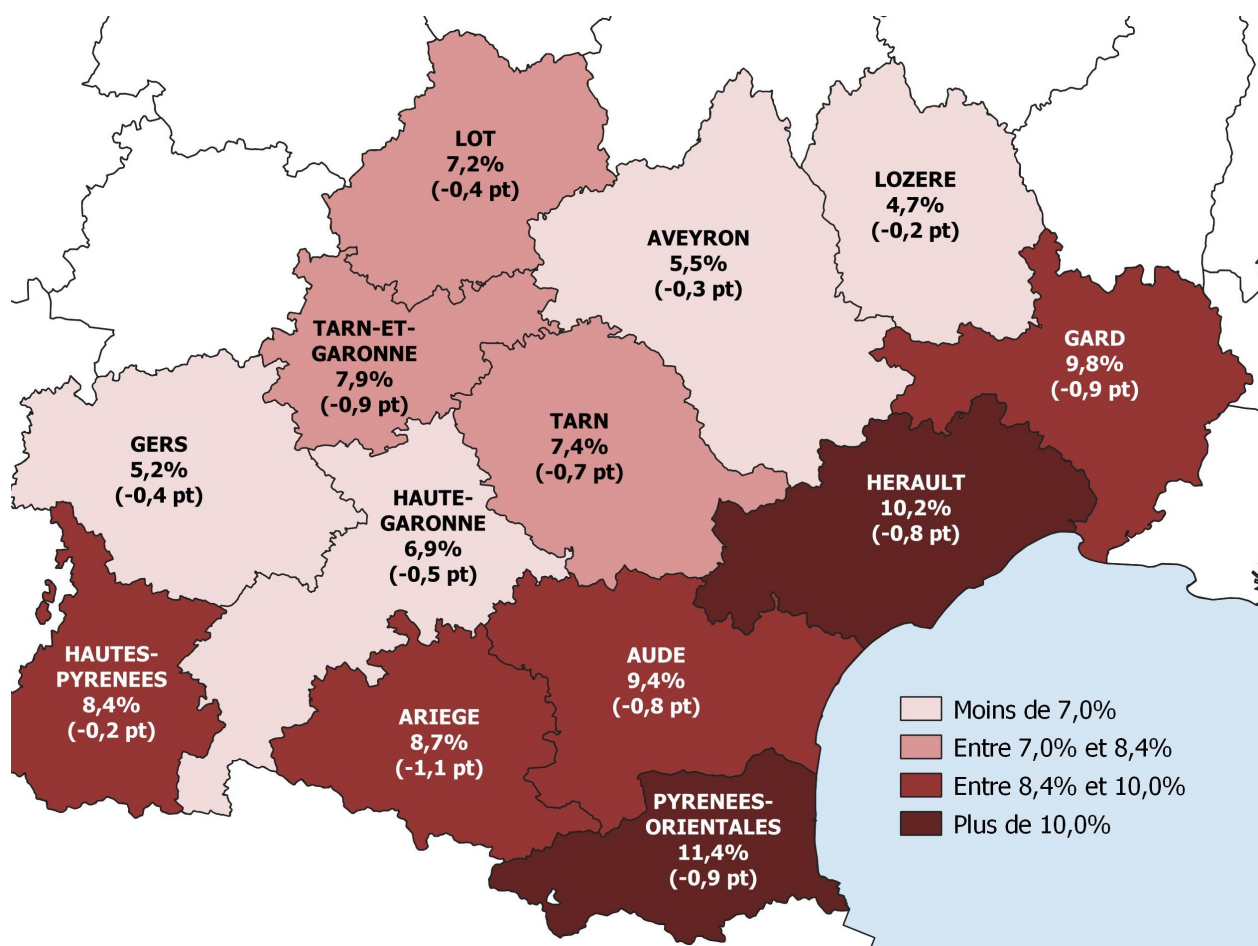 LOT
7,2%
(-0,4 pt)
LOZERE
4,7%
(-0,2 pt)
AVEYRON
5,5%
(-0,3 pt)
TARN-ET-
GARONNE
7,9%
(-0,9 pt)
GARD
9,8%
(-0,9 pt)
TARN
7,4%
(-0,7 pt)
GERS
5,2%
(-0,4 pt)
HAUTE-
GARONNE
6,9%
(-0,5 pt)
HERAULT
10,2%
(-0,8 pt)
HAUTES-
PYRENEES
8,4%
(-0,2 pt)
ARIEGE
8,7%
(-1,1 pt)
AUDE
9,4%
(-0,8 pt)
PYRENEES-
ORIENTALES
11,4%
(-0,9 pt)
Moins de 7,0%
Entre 7,0% et 8,4%
Entre 8,4% et 10,0%
Plus de 10,0%